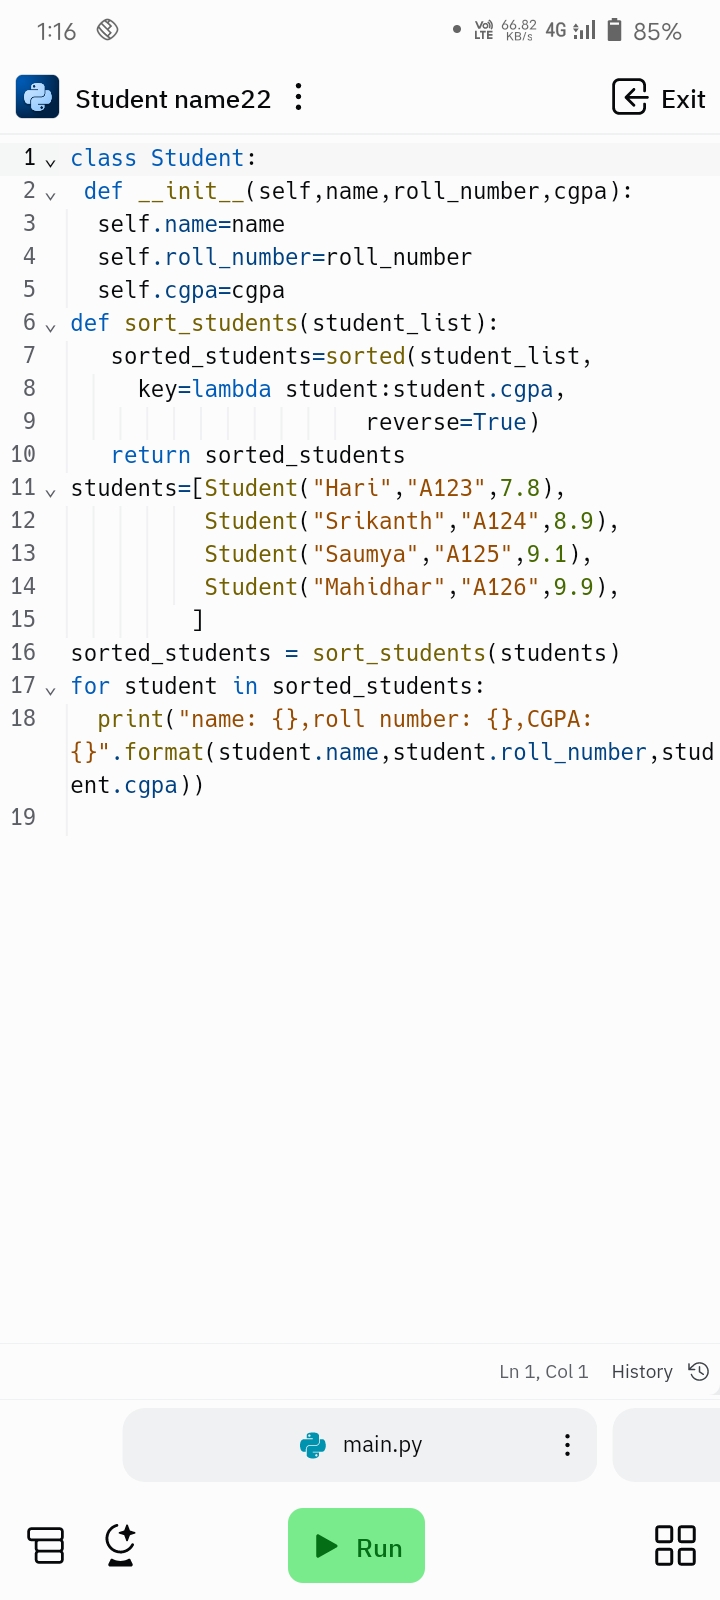 1:16 VoI) LTE 66.82 KB/s 4G 85%
Student name22 Exit
1 class Student:
2  def __init__(self,name,roll_number,cgpa):
3   self.name=name
4   self.roll_number=roll_number
5   self.cgpa=cgpa
6 def sort_students(student_list):
7    sorted_students=sorted(student_list,
8      key=lambda student:student.cgpa,
9                       reverse=True)
10    return sorted_students
11 students=[Student("Hari","A123",7.8),
12           Student("Srikanth","A124",8.9),
13           Student("Saumya","A125",9.1),
14           Student("Mahidhar","A126",9.9),
15          ]
16 sorted_students = sort_students(students)
17 for student in sorted_students:
18   print("name: {},roll number: {},CGPA:
{}".format(student.name,student.roll_number,stud
ent.cgpa))
19
Ln 1, Col 1 History
main.py
Run